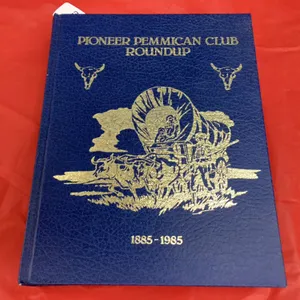 PIONEER PEMMICAN CLUB
ROUNDUP
1885-1985